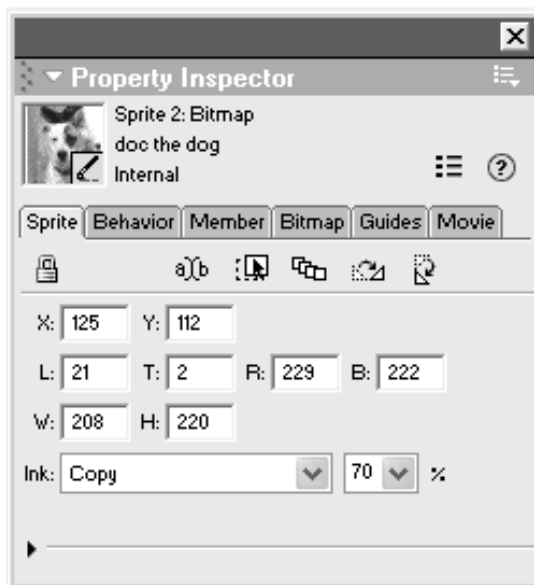 Property Inspector
Sprite 2: Bitmap
doc the dog
Internal
?
Sprite Behavior Member Bitmap Guides Movie
a b
X: 125 Y: 112
L: 21 T: 2 R: 229 B: 222
W: 208 H: 220
Ink: Copy 70 %